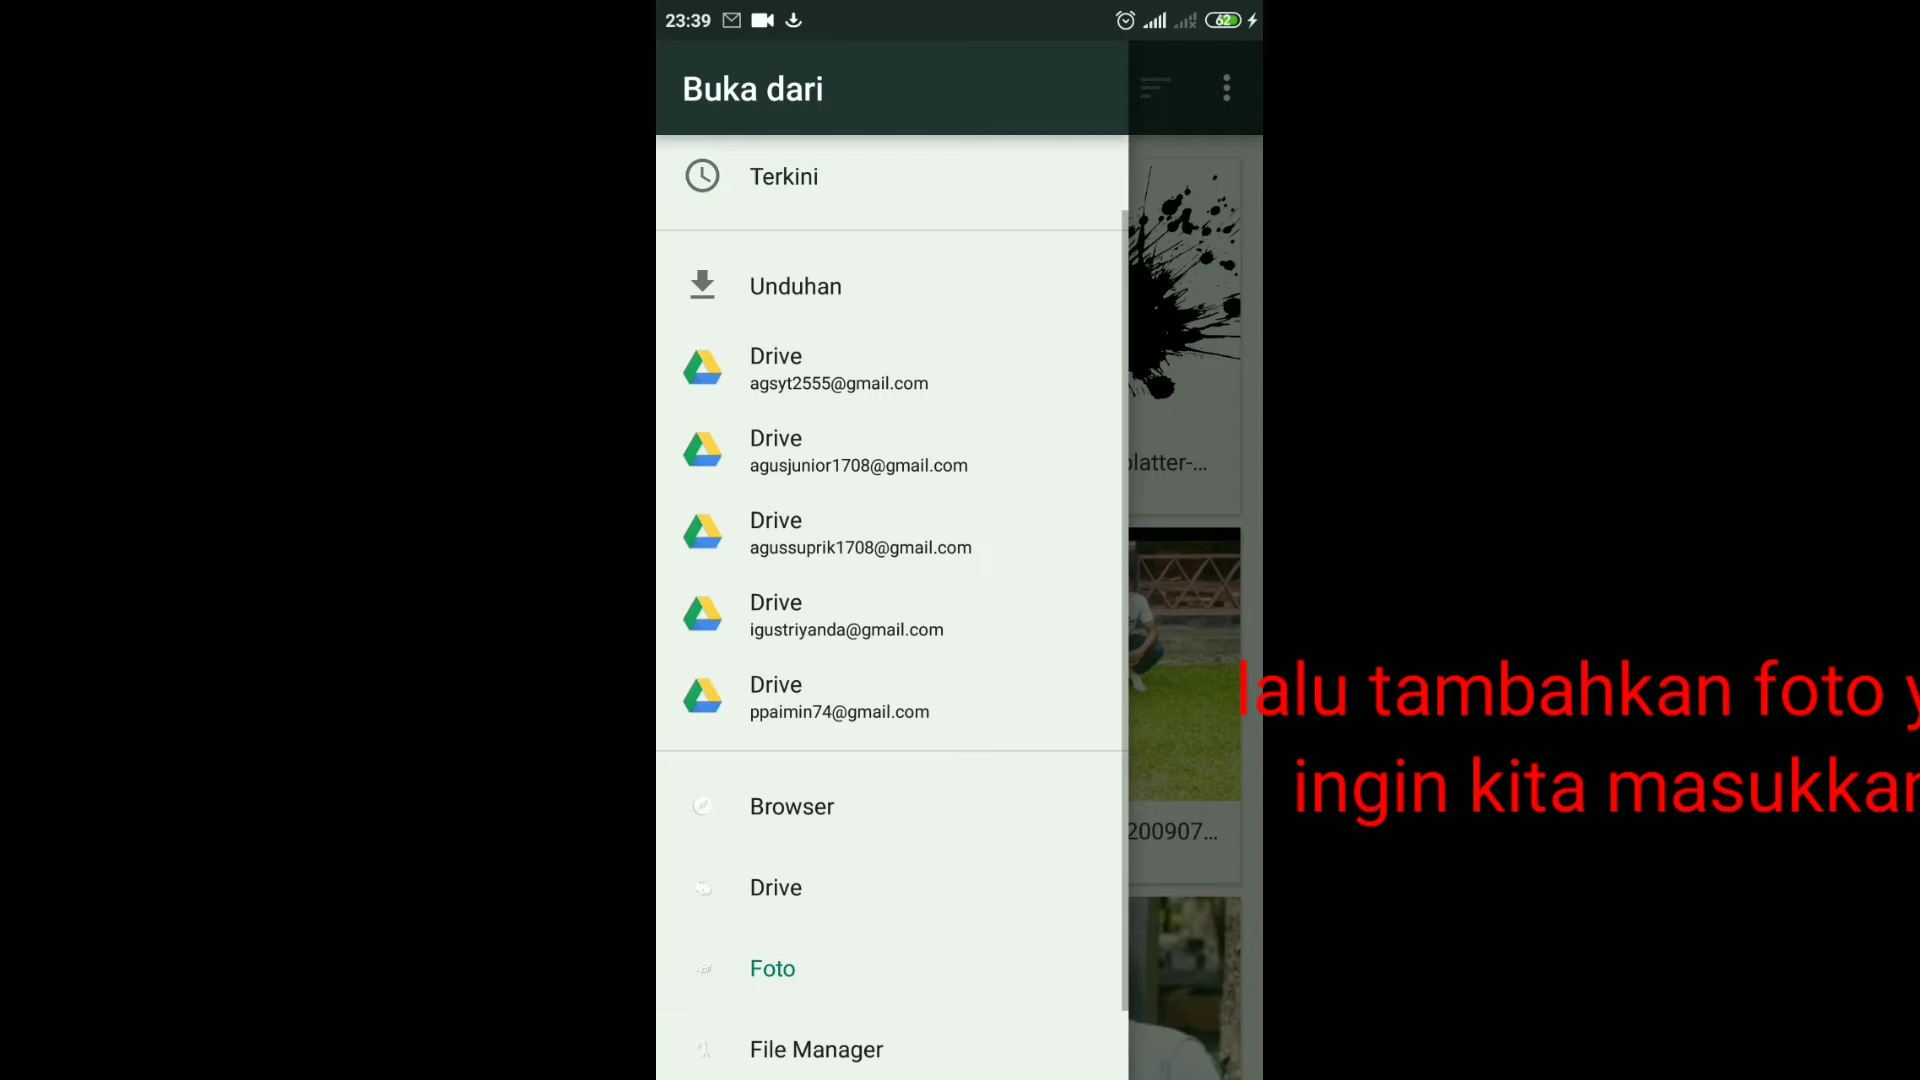 23:39
62
Buka dari
Terkini
Unduhan
Drive
agsyt2555@gmail.com
Drive
agusjunior1708@gmail.com
Drive
agussuprik1708@gmail.com
Drive
igustriyanda@gmail.com
Drive
ppaimin74@gmail.com
Browser
Drive
Foto
File Manager
latter-...
200907...
lalu tambahkan foto y
ingin kita masukkan